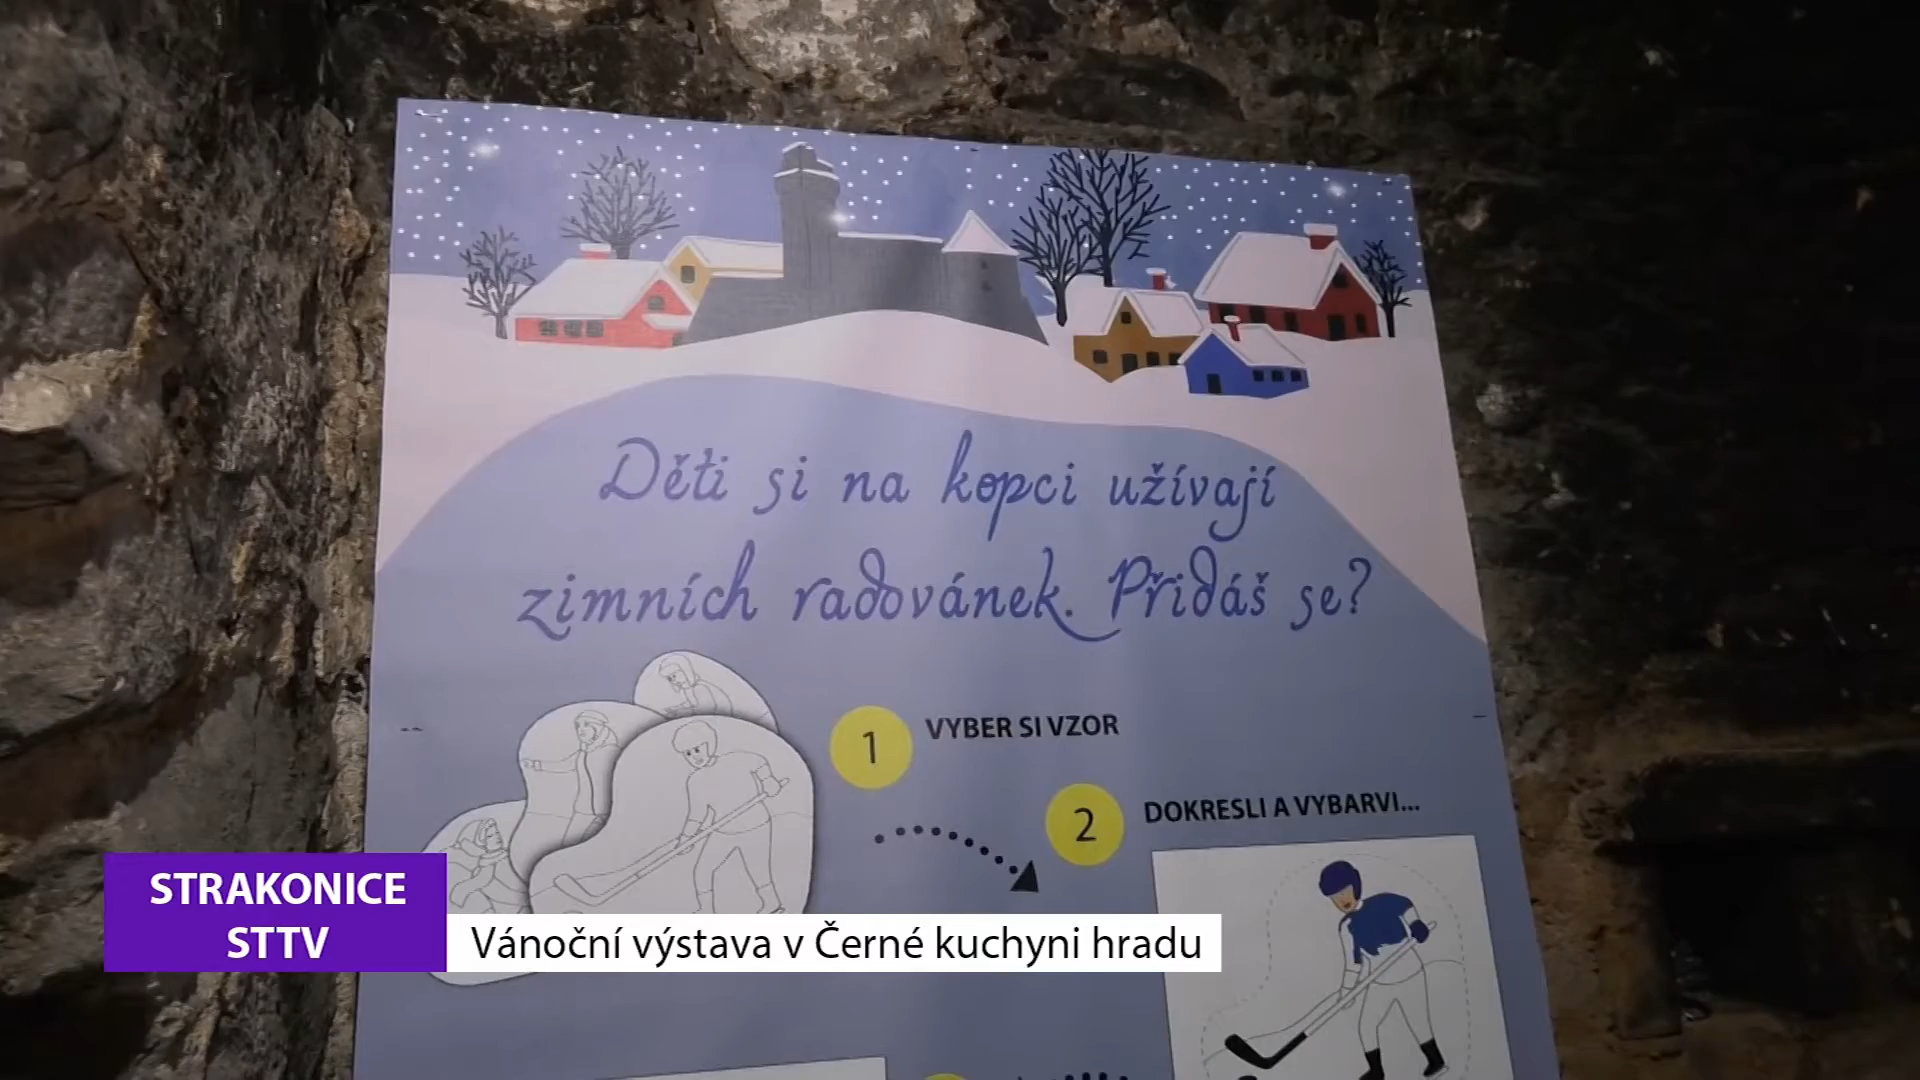 Děti si na kopci užívají
zimních radovánek. Přidáš se?
1 VYBER SI VZOR
2 DOKRESLI A VYBARVI...
STRAKONICE
STTV
Vánoční výstava v Černé kuchyni hradu